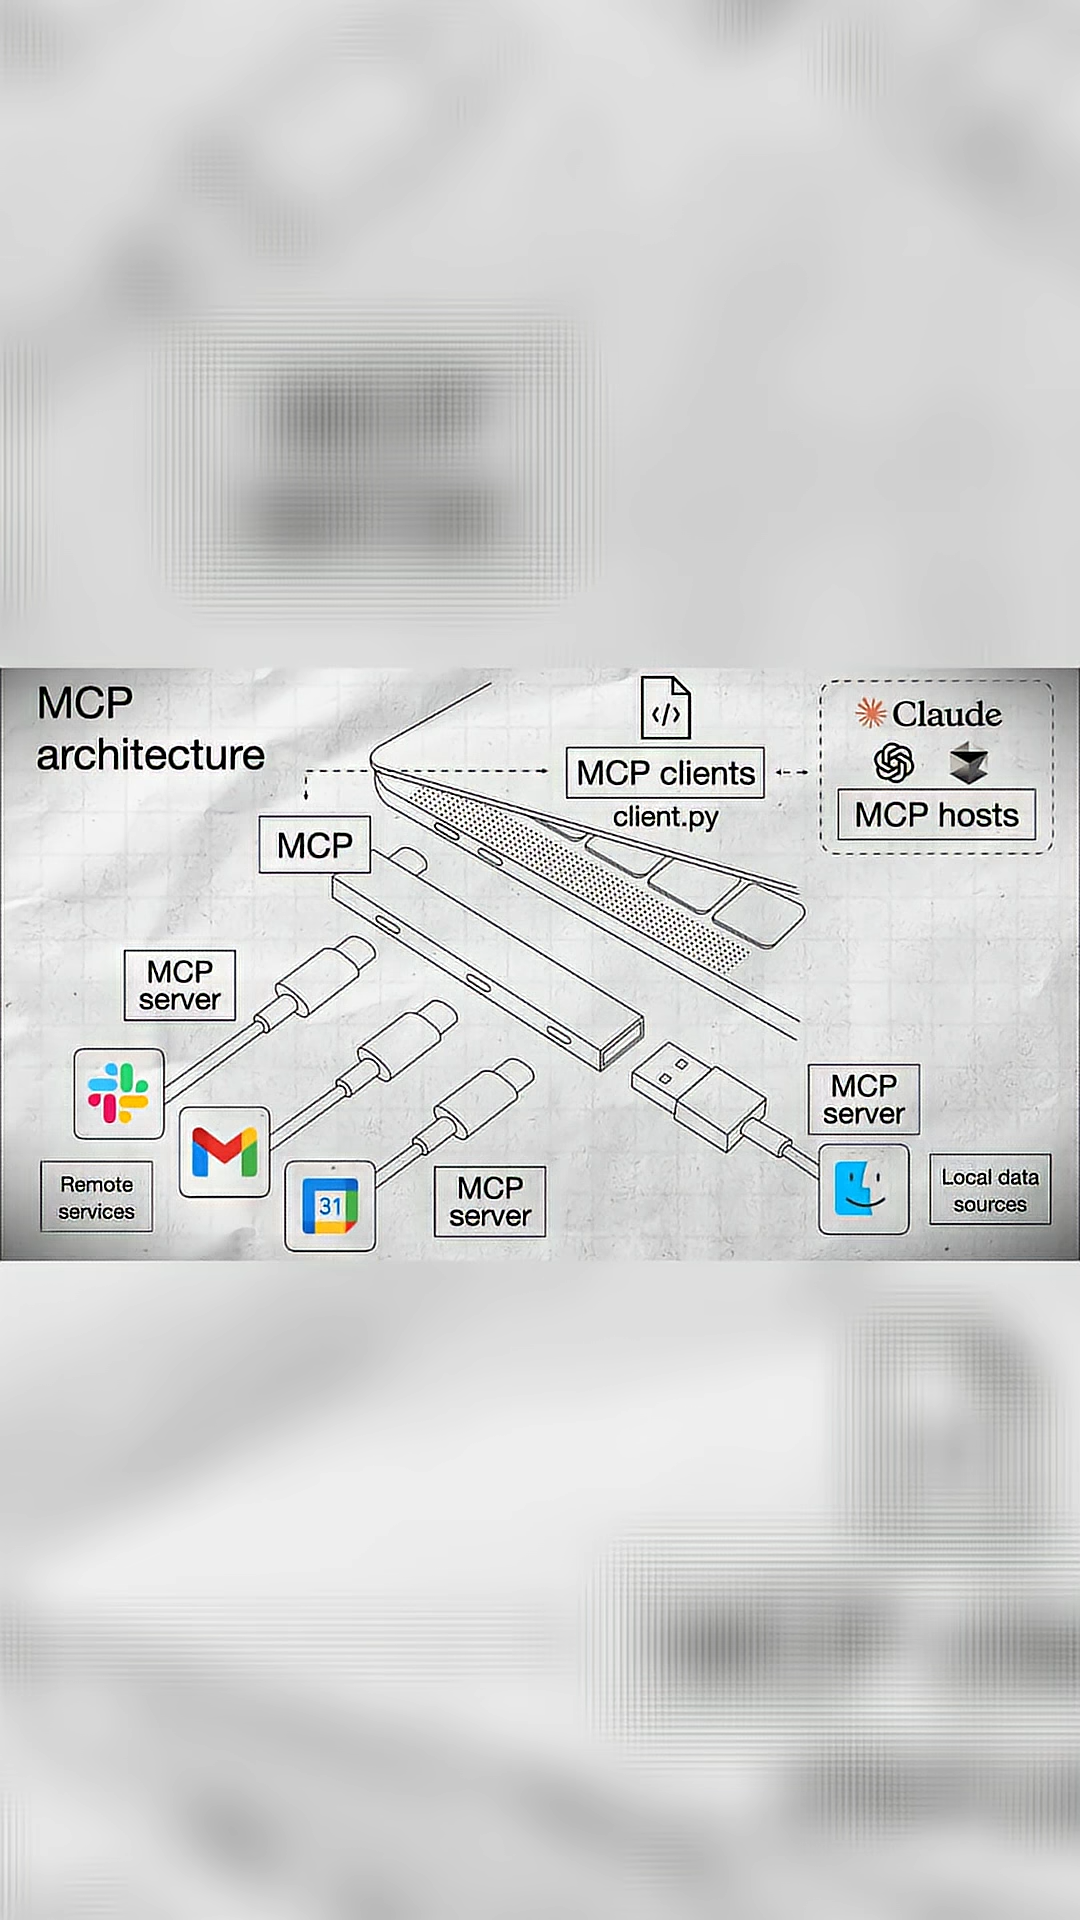 MCP
architecture
MCP clients
client.py
Claude
MCP hosts
MCP
MCP
server
Remote
services
31
MCP
server
MCP
server
Local data
sources